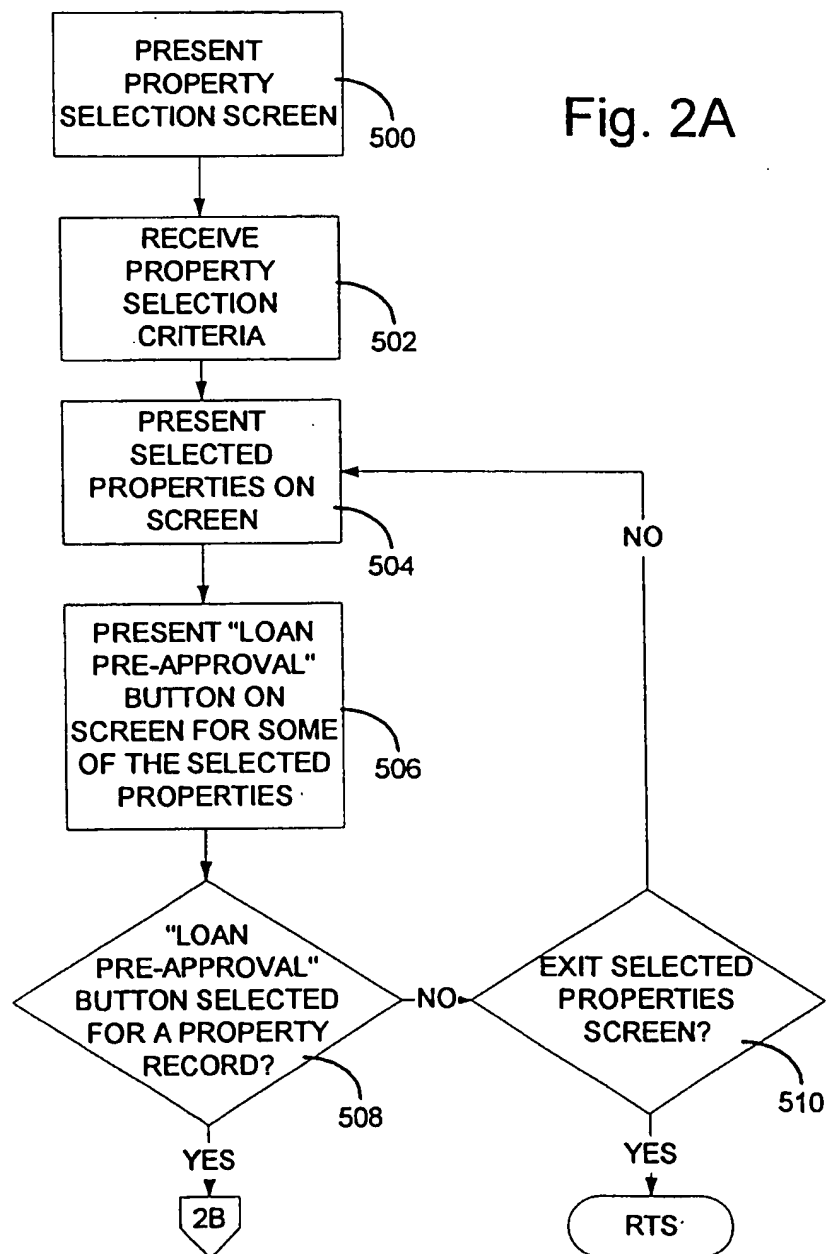 PRESENT
PROPERTY
SELECTION SCREEN
500
Fig. 2A
RECEIVE
PROPERTY
SELECTION
CRITERIA
502
PRESENT
SELECTED
PROPERTIES ON
SCREEN
504
NO
PRESENT "LOAN
PRE-APPROVAL"
BUTTON ON
SCREEN FOR SOME
OF THE SELECTED
PROPERTIES
506
"LOAN
PRE-APPROVAL"
BUTTON SELECTED
FOR A PROPERTY
RECORD?
508
NO
EXIT SELECTED
PROPERTIES
SCREEN?
510
YES
2B
YES
RTS